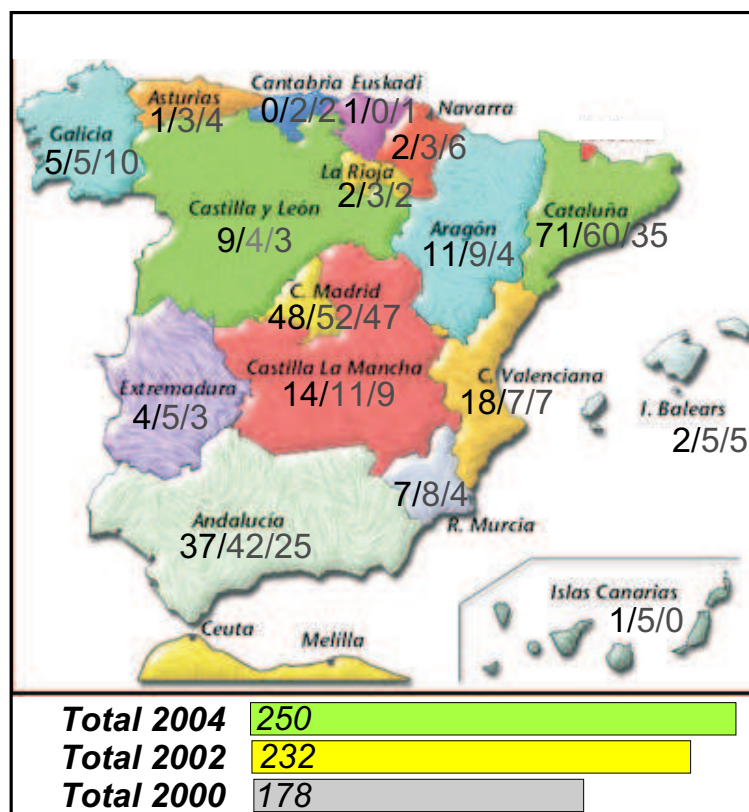 Cantabria Euskadi
0/2/2 1/0/1
Asturias
1/3/4
Navarra
2/3/6
Galicia
5/5/10
La Rioja
2/3/2
Castilla y León
9/4/3
Aragón
11/9/4
Cataluña
71/60/35
C. Madrid
48/52/47
Castilla La Mancha
14/11/9
C. Valenciana
18/7/7
Extremadura
4/5/3
I. Balears
2/5/5
7/8/4
R. Murcia
Andalucía
37/42/25
Islas Canarias
1/5/0
Ceuta
Melilla
Total 2004 250
Total 2002 232
Total 2000 178